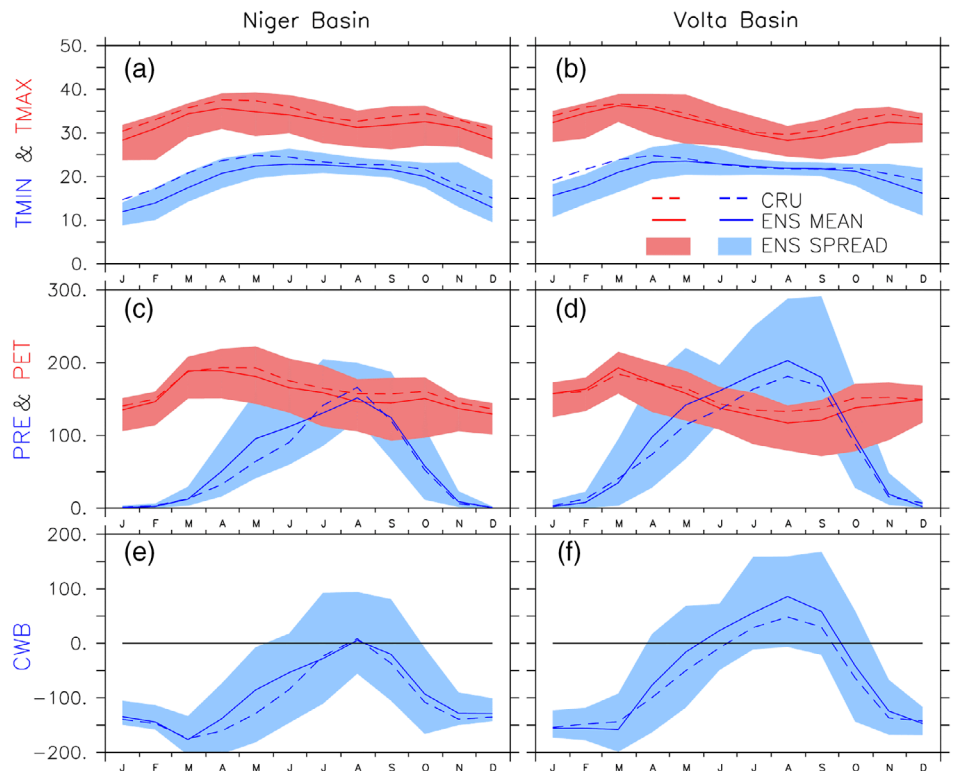 Niger Basin
Volta Basin
TMIN & TMAX
50.
40.
30.
20.
10.
0.
(a)
J F M A M J J A S O N D
(b)
CRU
ENS MEAN
ENS SPREAD
J F M A M J J A S O N D
PRE & PET
300.
200.
100.
0.
(c)
J F M A M J J A S O N D
(d)
J F M A M J J A S O N D
CWB
200.
100.
0.
-100.
-200.
(e)
J F M A M J J A S O N D
(f)
J F M A M J J A S O N D